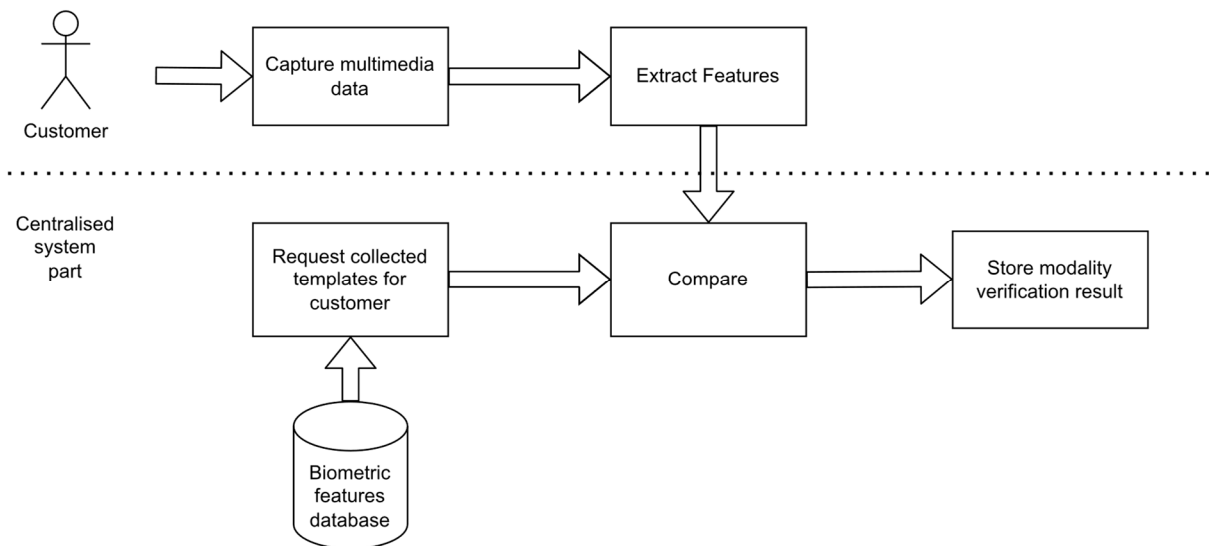 Capture multimedia
data
Extract Features
Customer
Centralised
system
part
Request collected
templates for
customer
Compare
Store modality
verification result
Biometric
features
database